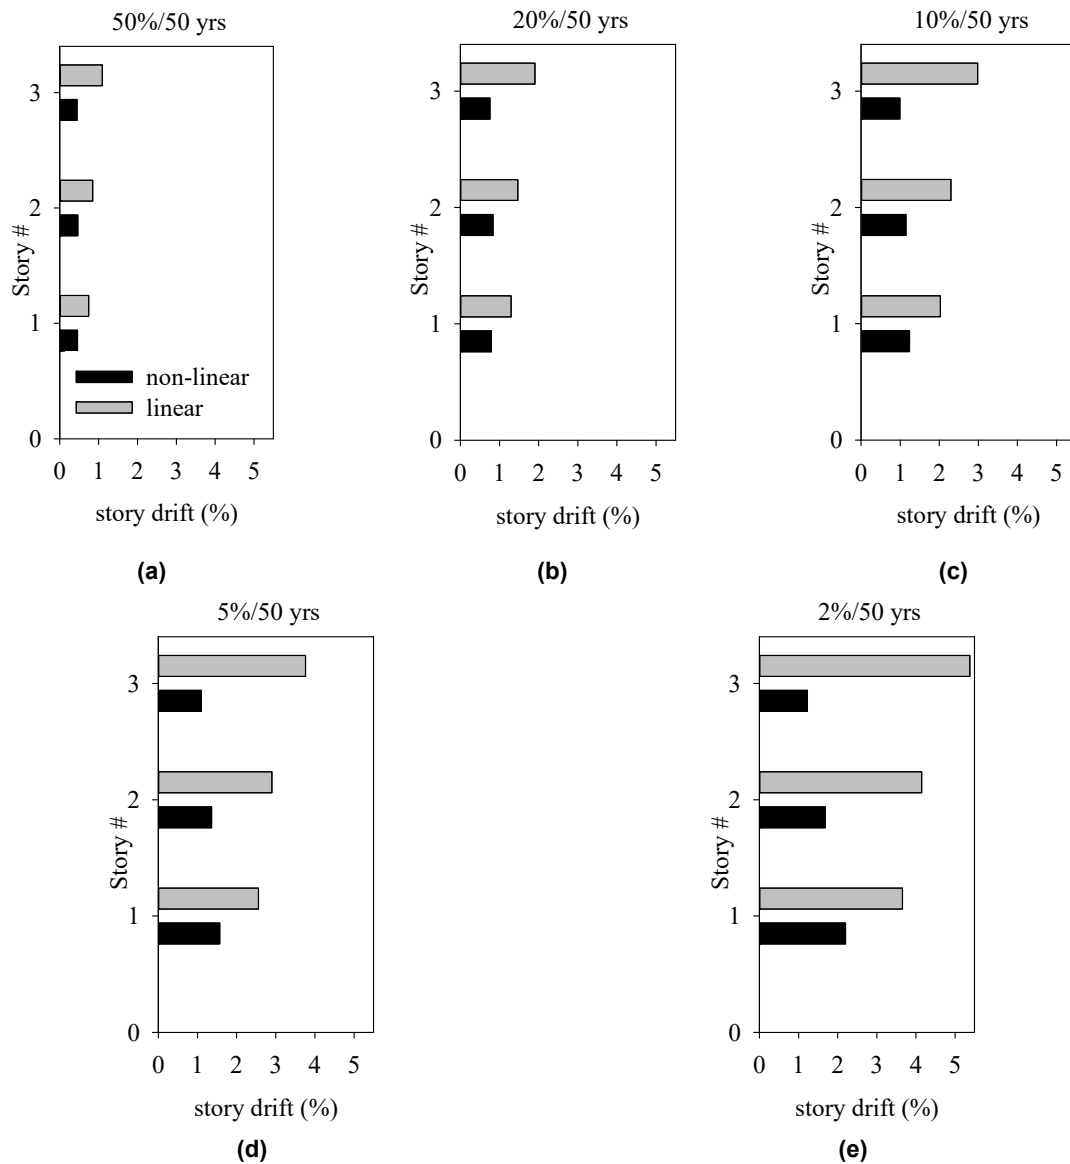 50%/50 yrs
3
2
1
0
Story #
non-linear
linear
0 1 2 3 4 5
story drift (%)
(a)
20%/50 yrs
3
2
1
0
Story #
0 1 2 3 4 5
story drift (%)
(b)
10%/50 yrs
3
2
1
0
Story #
0 1 2 3 4 5
story drift (%)
(c)
5%/50 yrs
3
2
1
0
Story #
0 1 2 3 4 5
story drift (%)
(d)
2%/50 yrs
3
2
1
0
Story #
0 1 2 3 4 5
story drift (%)
(e)